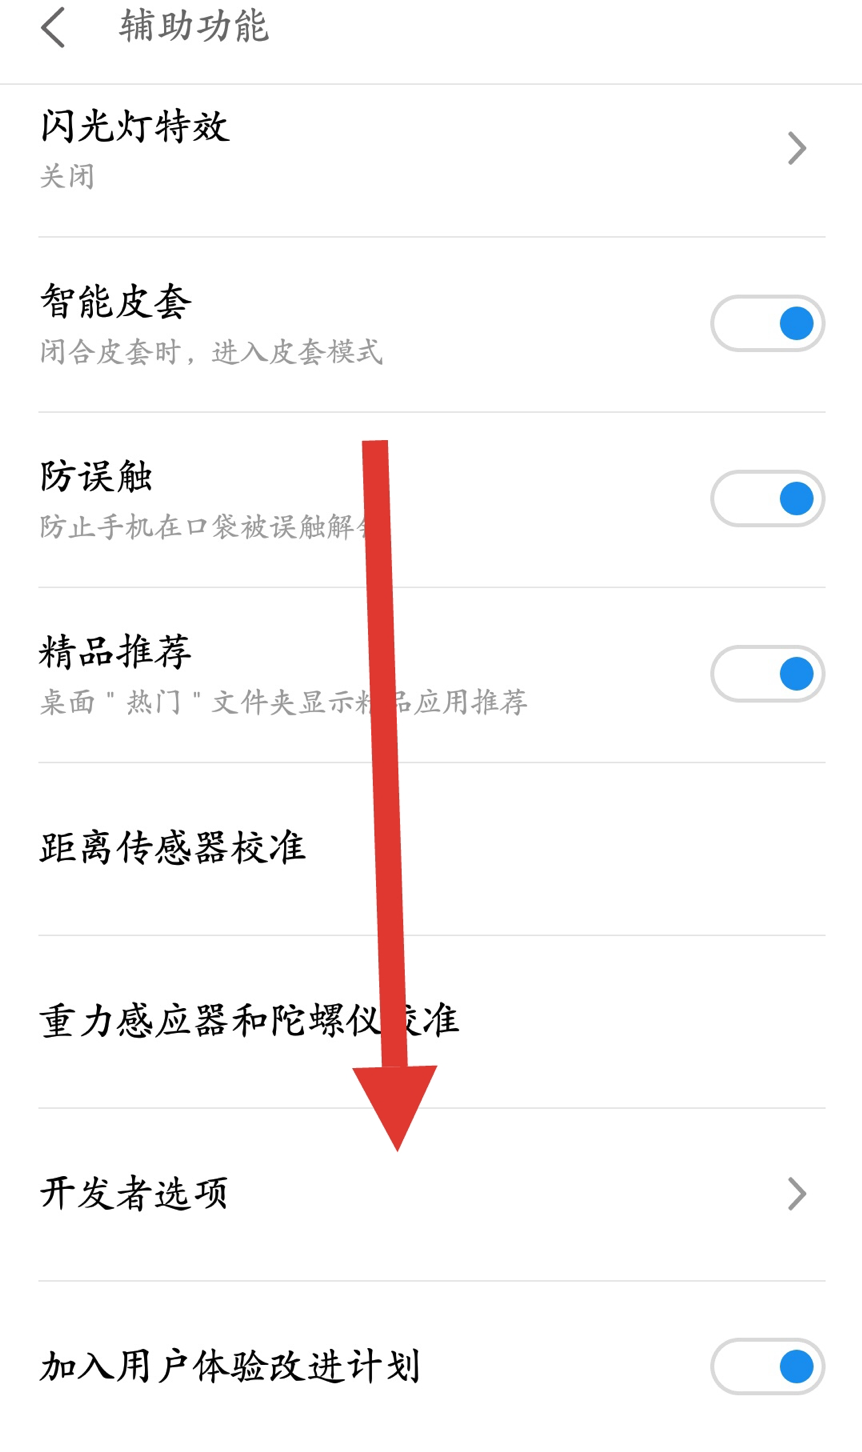 辅助功能
闪光灯特效
关闭
智能皮套
闭合皮套时，进入皮套模式
防误触
防止手机在口袋被误触解
精品推荐
桌面"热门"文件夹显示精品应用推荐
距离传感器校准
重力感应器和陀螺仪校准
开发者选项
加入用户体验改进计划